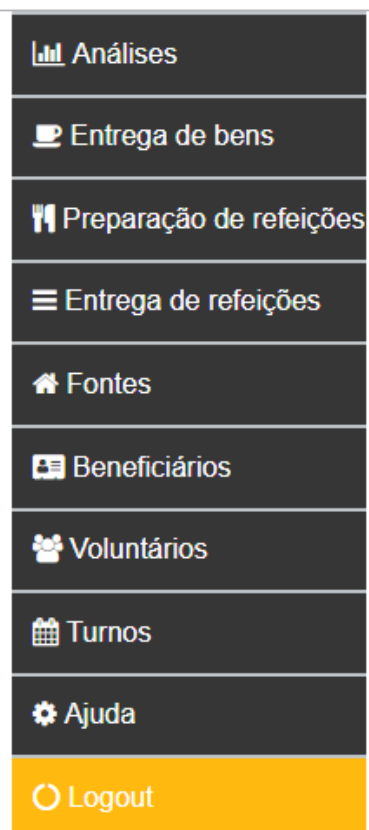 Análises
Entrega de bens
Preparação de refeições
Entrega de refeições
Fontes
Beneficiários
Voluntários
Turnos
Ajuda
Logout